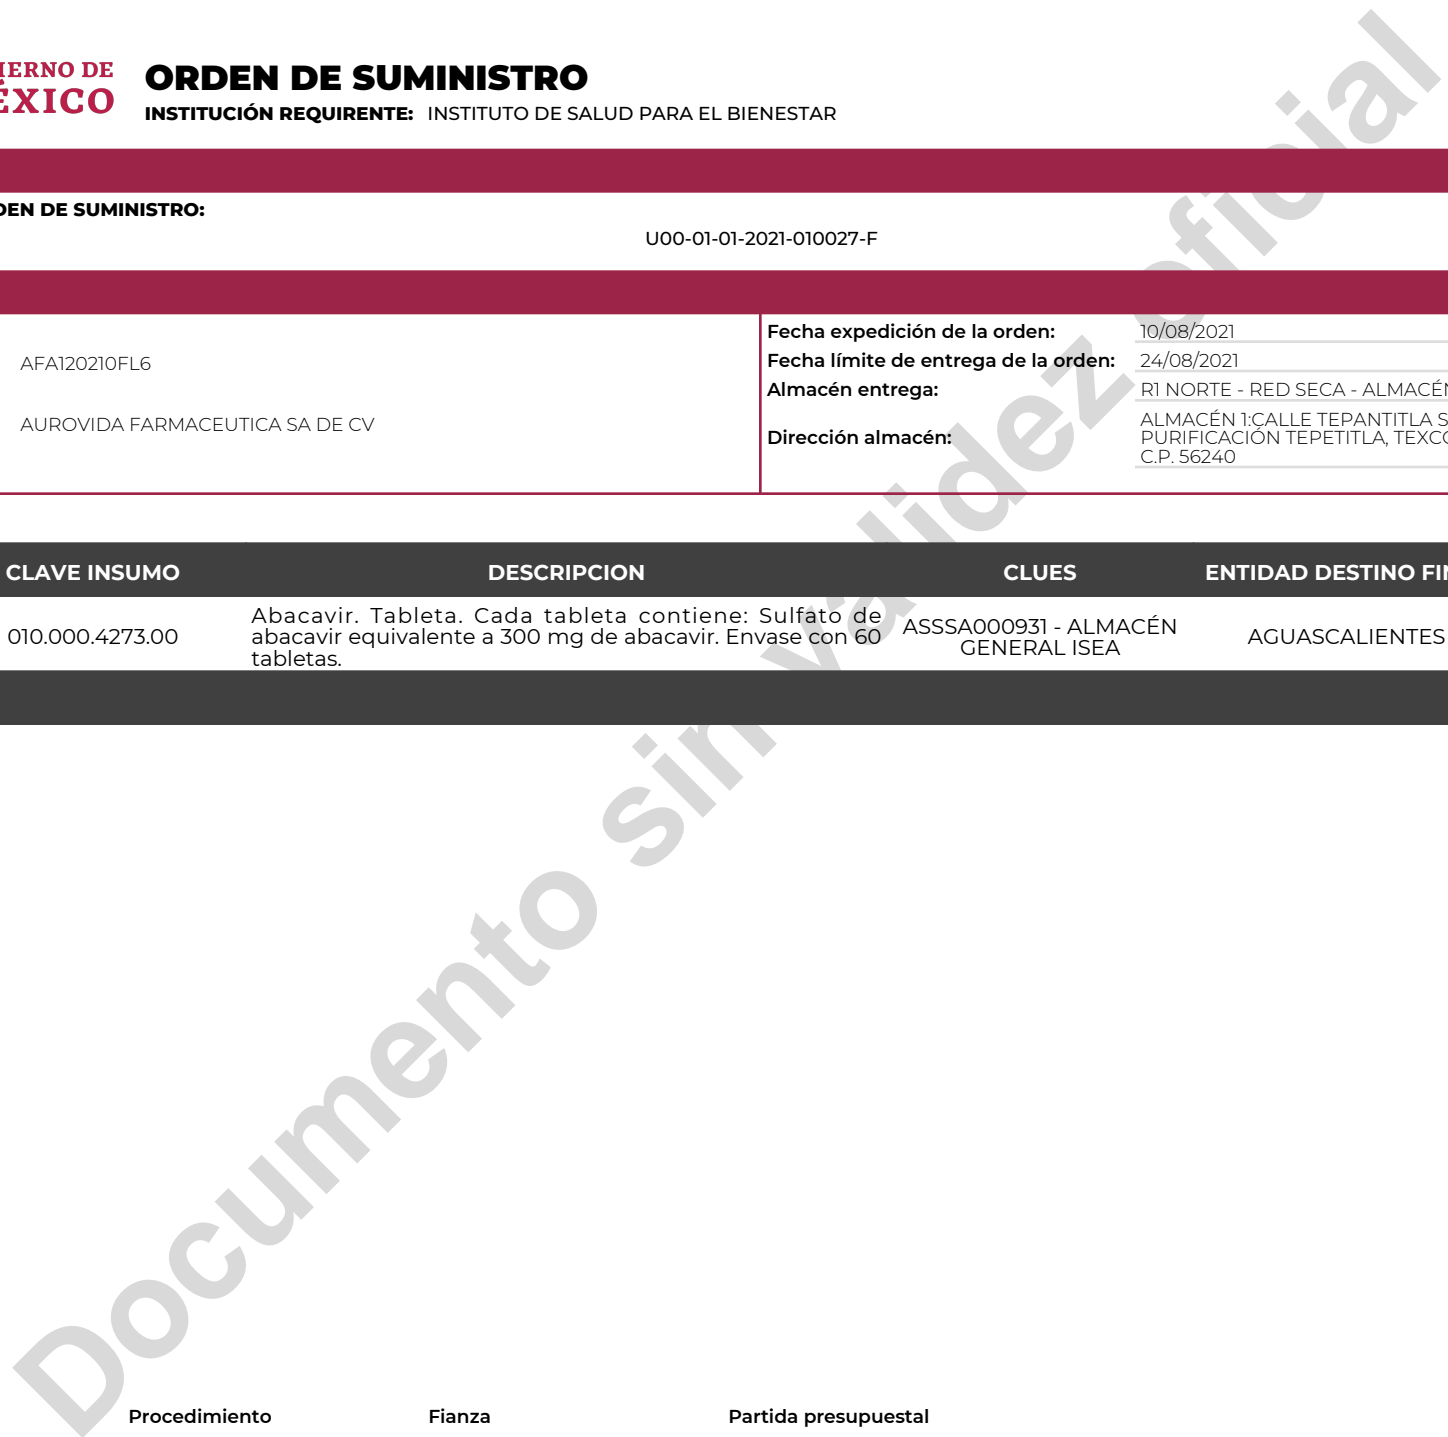 IERNO DE
ÉXICO
ORDEN DE SUMINISTRO
INSTITUCIÓN REQUIRENTE: INSTITUTO DE SALUD PARA EL BIENESTAR
DEN DE SUMINISTRO:
U00-01-01-2021-010027-F
AFA120210FL6
AUROVIDA FARMACEUTICA SA DE CV
Fecha expedición de la orden: 10/08/2021
Fecha límite de entrega de la orden: 24/08/2021
Almacén entrega: R1 NORTE - RED SECA - ALMACÉN
Dirección almacén:
ALMACÉN 1:CALLE TEPANTITLA S
PURIFICACIÓN TEPETITLA, TEXCO
C.P. 56240
CLAVE INSUMO DESCRIPCION CLUES ENTIDAD DESTINO FIN
010.000.4273.00
Abacavir. Tableta. Cada tableta contiene: Sulfato de
abacavir equivalente a 300 mg de abacavir. Envase con 60
tabletas.
ASSSA000931 - ALMACÉN
GENERAL ISEA
AGUASCALIENTES
Documento sin validez oficial
Procedimiento Fianza Partida presupuestal